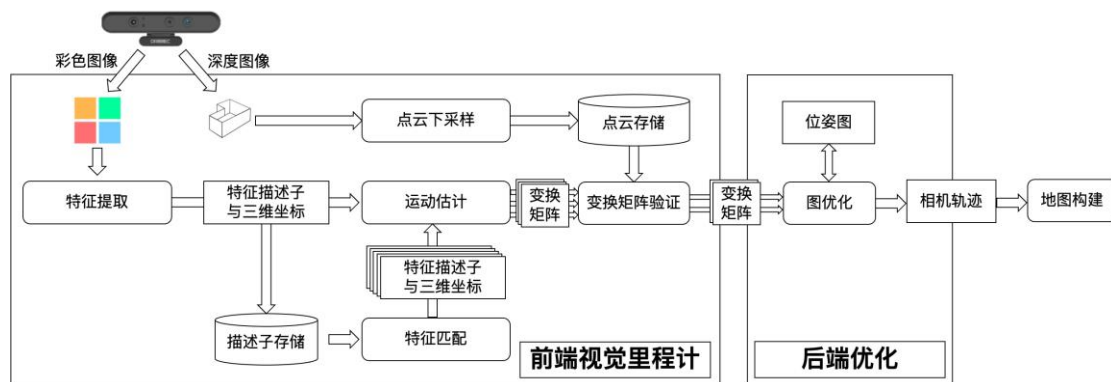 彩色图像
深度图像
点云下采样
点云存储
位姿图
特征提取
特征描述子
与三维坐标
运动估计
变换
矩阵
变换矩阵验证
变换
矩阵
图优化
相机轨迹
地图构建
特征描述子
与三维坐标
描述子存储
特征匹配
前端视觉里程计
后端优化